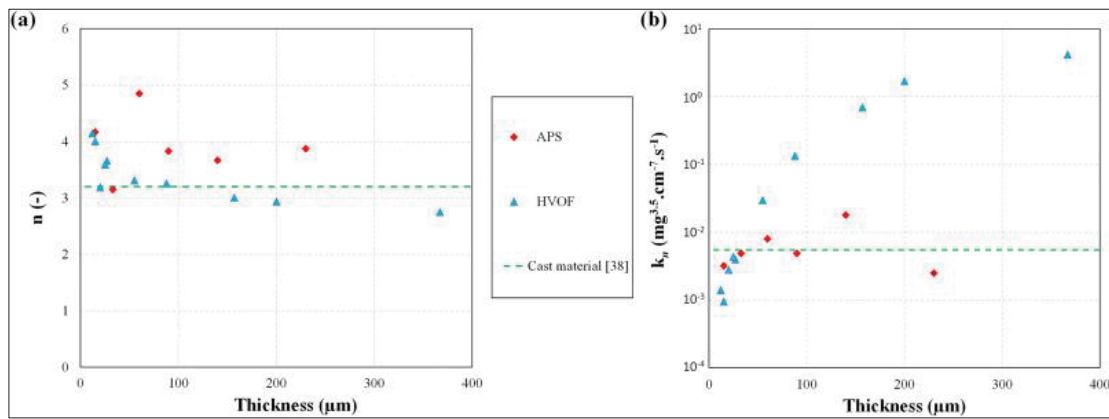 (a)
6
5
4
3
2
1
0
n (-)
0 100 200 300 400
Thickness (µm)
APS
HVOF
Cast material [38]
(b)
10¹
10⁰
10⁻¹
10⁻²
10⁻²
10⁻³
10⁻⁴
kₙ (mg³·⁵.cm⁻⁷.s⁻¹)
0 100 200 300 400
Thickness (µm)